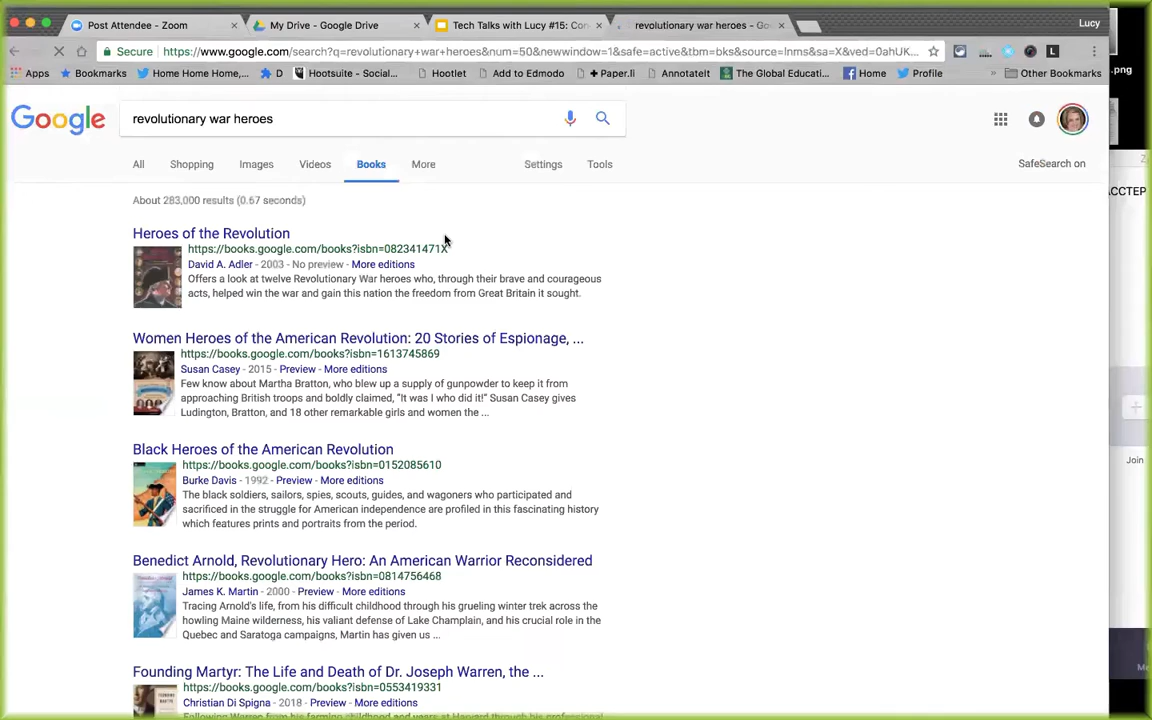 Post Attendee - Zoom
My Drive - Google Drive
Tech Talks with Lucy #15: Con
revolutionary war heroes - Go
Lucy
Secure
https://www.google.com/search?q=revolutionary+war+heroes&num=50&newwindow=1&safe=active&tbm=bks&source=lnms&sa=X&ved=0ahUK...
.png
Apps
Bookmarks
Home Home Home,...
D
Hootsuite - Social...
Hootlet
Add to Edmodo
+ Paper.li
AnnotateIt
The Global Educati...
Home
Profile
» Other Bookmarks
Google
revolutionary war heroes
All
Shopping
Images
Videos
Books
More
Settings
Tools
SafeSearch on
About 283,000 results (0.67 seconds)
ACCTEP
Heroes of the Revolution
https://books.google.com/books?isbn=082341471X
David A. Adler - 2003 - No preview - More editions
Offers a look at twelve Revolutionary War heroes who, through their brave and courageous
acts, helped win the war and gain this nation the freedom from Great Britain it sought.
Women Heroes of the American Revolution: 20 Stories of Espionage, ...
https://books.google.com/books?isbn=1613745869
Susan Casey - 2015 - Preview - More editions
Few know about Martha Bratton, who blew up a supply of gunpowder to keep it from
approaching British troops and boldly claimed, "It was I who did it!" Susan Casey gives
Ludington, Bratton, and 18 other remarkable girls and women the ...
Black Heroes of the American Revolution
https://books.google.com/books?isbn=0152085610
Burke Davis - 1992 - Preview - More editions
The black soldiers, sailors, spies, scouts, guides, and wagoners who participated and
sacrificed in the struggle for American independence are profiled in this fascinating history
which features prints and portraits from the period.
Join
Benedict Arnold, Revolutionary Hero: An American Warrior Reconsidered
https://books.google.com/books?isbn=0814756468
James K. Martin - 2000 - Preview - More editions
Tracing Arnold's life, from his difficult childhood through his grueling winter trek across the
howling Maine wilderness, his valiant defense of Lake Champlain, and his crucial role in the
Quebec and Saratoga campaigns, Martin has given us ...
Founding Martyr: The Life and Death of Dr. Joseph Warren, the ...
https://books.google.com/books?isbn=0553419331
Christian Di Spigna - 2018 - Preview - More editions